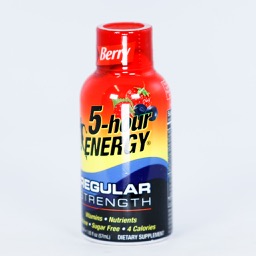 Berry
5-hour
ENERGY®
REGULAR
STRENGTH
Vitamins • Nutrients
Sugar Free • 4 Calories
DIETARY SUPPLEMENT